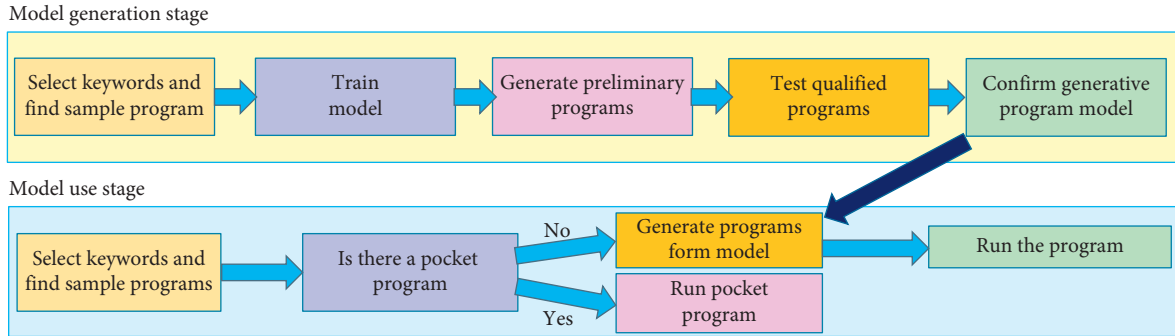 Model generation stage
Select keywords and
find sample program
Train
model
Generate preliminary
programs
Test qualified
programs
Confirm generative
program model
Model use stage
Select keywords and
find sample programs
Is there a pocket
program
No
Yes
Generate programs
form model
Run pocket
program
Run the program